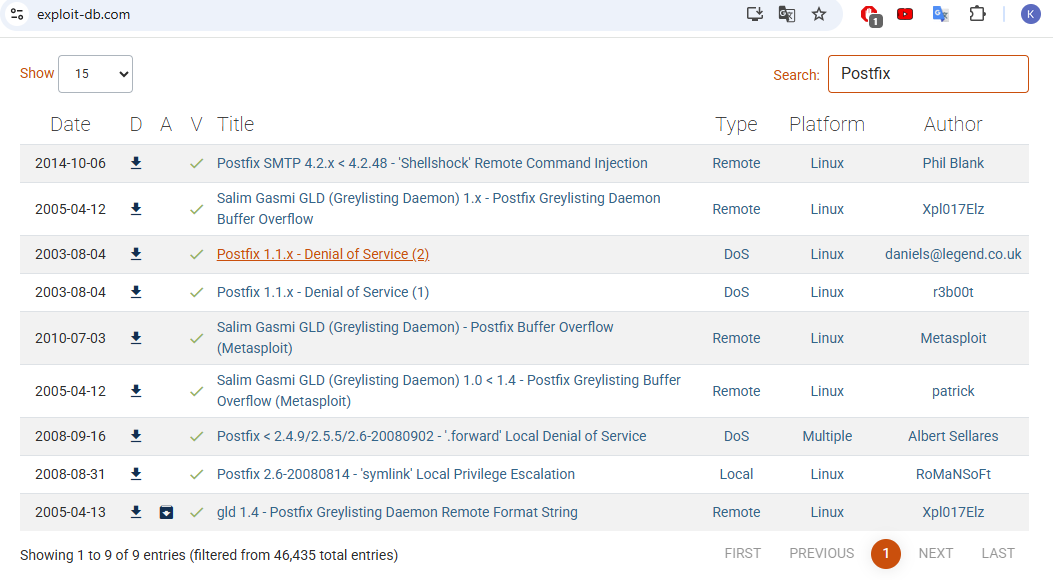 exploit-db.com
1
K
Show 15 Search: Postfix
Date D A V Title Type Platform Author
2014-10-06 Postfix SMTP 4.2.x < 4.2.48 - 'Shellshock' Remote Command Injection Remote Linux Phil Blank
2005-04-12 Salim Gasmi GLD (Greylisting Daemon) 1.x - Postfix Greylisting Daemon
Buffer Overflow Remote Linux Xpl017Elz
2003-08-04 Postfix 1.1.x - Denial of Service (2) DoS Linux daniels@legend.co.uk
2003-08-04 Postfix 1.1.x - Denial of Service (1) DoS Linux r3b00t
2010-07-03 Salim Gasmi GLD (Greylisting Daemon) - Postfix Buffer Overflow
(Metasploit) Remote Linux Metasploit
2005-04-12 Salim Gasmi GLD (Greylisting Daemon) 1.0 < 1.4 - Postfix Greylisting Buffer
Overflow (Metasploit) Remote Linux patrick
2008-09-16 Postfix < 2.4.9/2.5.5/2.6-20080902 - '.forward' Local Denial of Service DoS Multiple Albert Sellares
2008-08-31 Postfix 2.6-20080814 - 'symlink' Local Privilege Escalation Local Linux RoMaNSoFt
2005-04-13 gld 1.4 - Postfix Greylisting Daemon Remote Format String Remote Linux Xpl017Elz
Showing 1 to 9 of 9 entries (filtered from 46,435 total entries) FIRST PREVIOUS 1 NEXT LAST